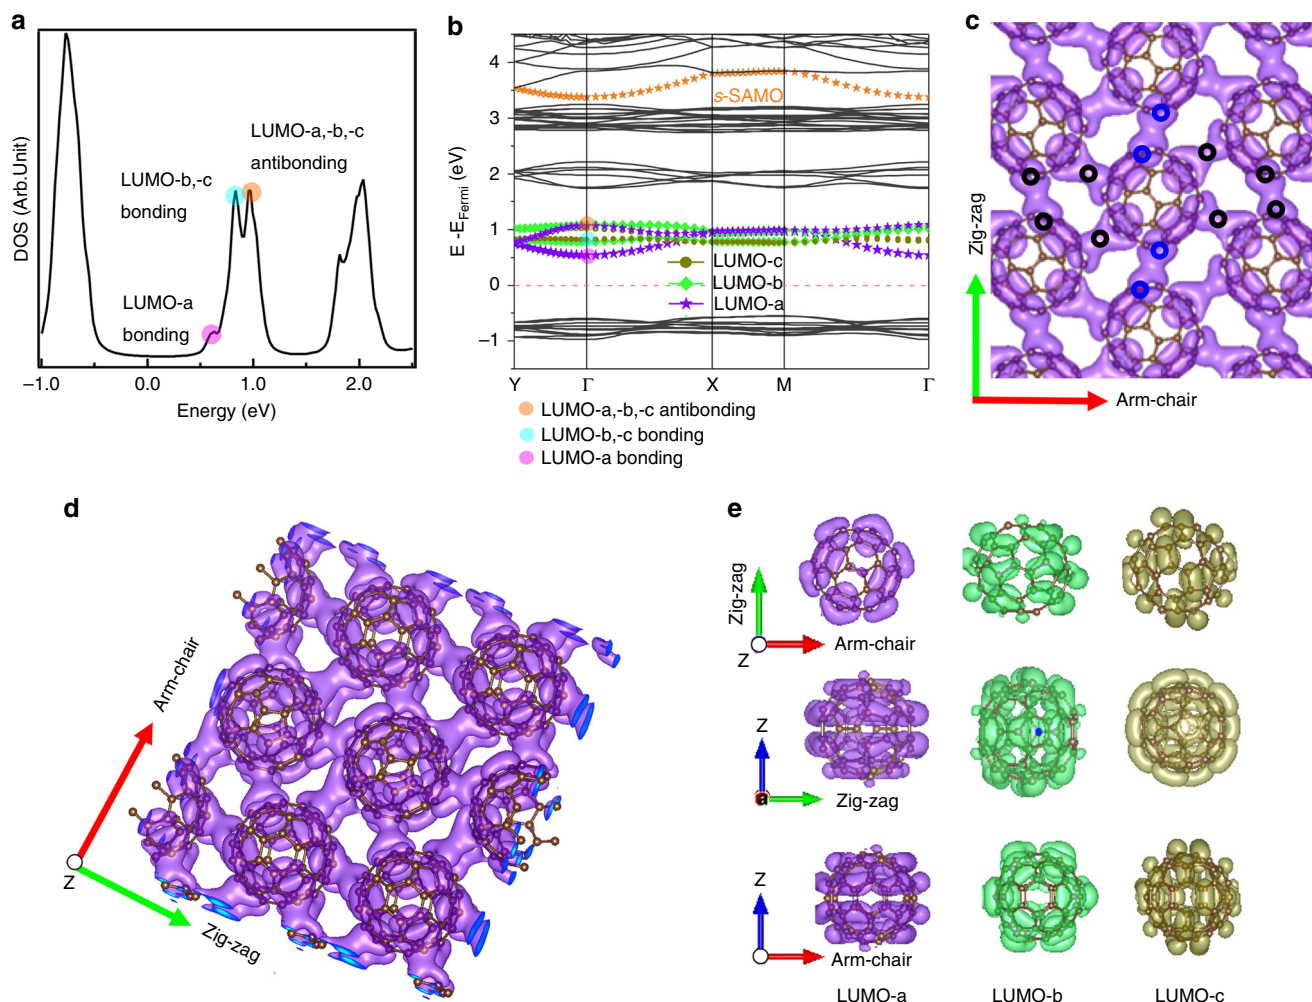 a
DOS (Arb.Unit)
LUMO-a,-b,-c
antibonding
LUMO-b,-c
bonding
LUMO-a
bonding
−1.0 0.0 1.0 2.0
Energy (eV)
b
E -EFermi (eV)
4
3
2
1
0
−1
s-SAMO
LUMO-c
LUMO-b
LUMO-a
Y Γ X M Γ
LUMO-a,-b,-c antibonding
LUMO-b,-c bonding
LUMO-a bonding
c
Zig-zag
Arm-chair
d
Arm-chair
Z
Zig-zag
e
Zig-zag
Z
Arm-chair
Z
a
Zig-zag
Z
Arm-chair
LUMO-a LUMO-b LUMO-c